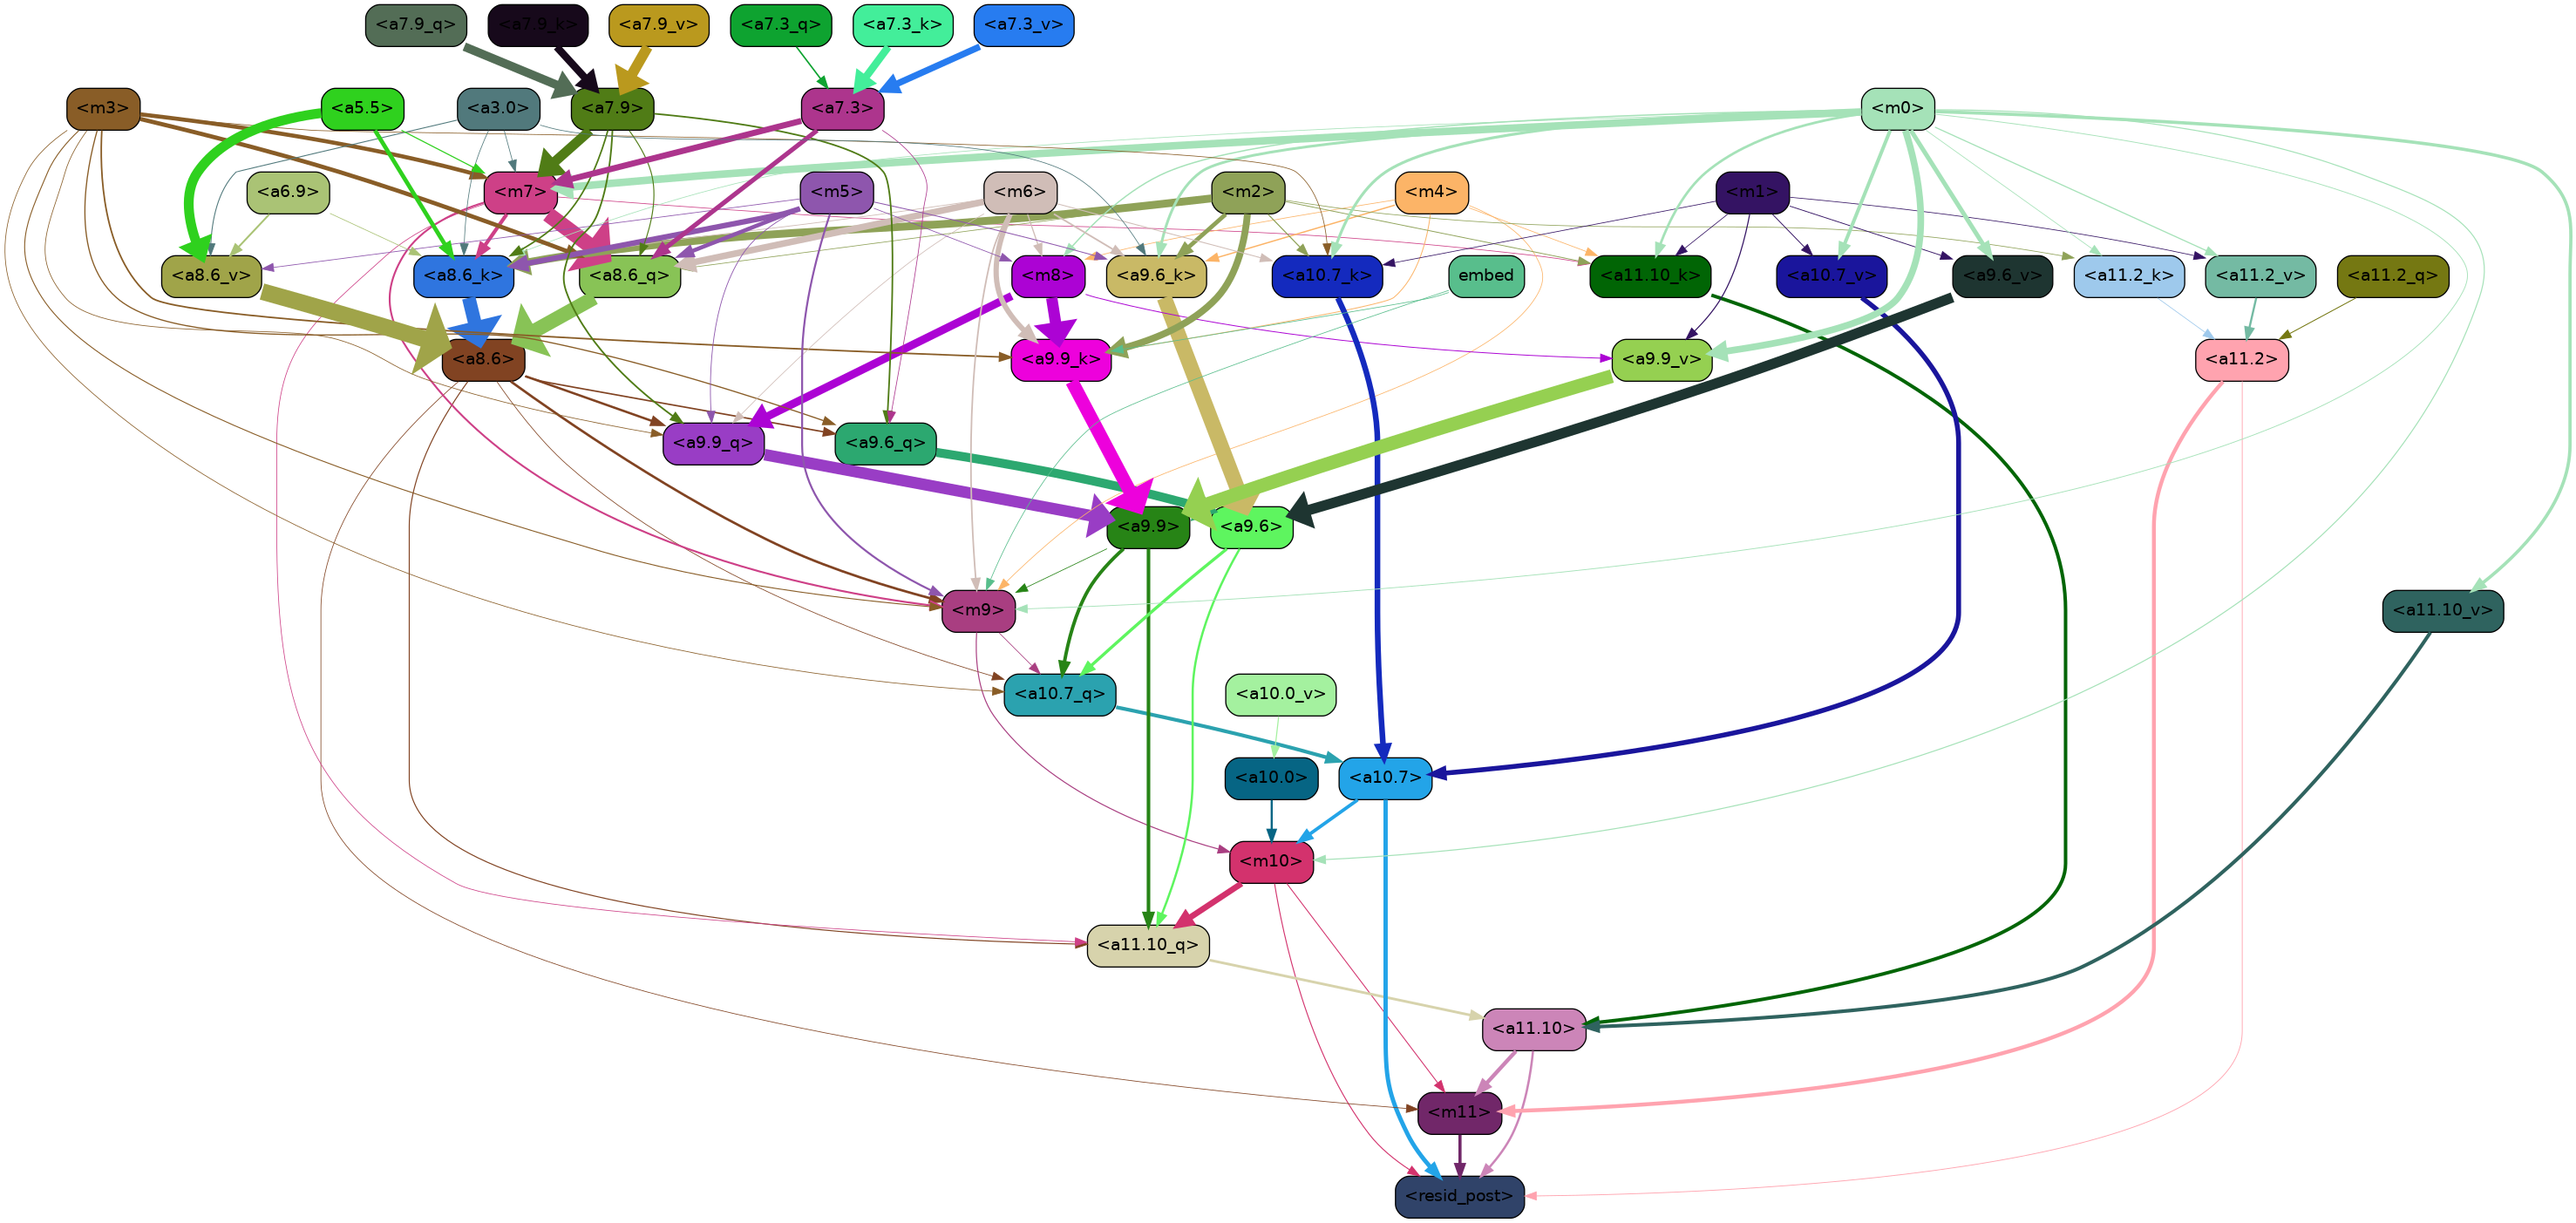 <a7.9_q> <a7.9_k> <a7.9_v> <a7.3_q> <a7.3_k> <a7.3_v>
<m3> <a5.5> <a3.0> <a7.9> <a7.3> <m0>
<a6.9> <m7> <m5> <m6> <m2> <m4> <m1>
<a8.6_v> <a8.6_k> <a8.6_q> <m8> <a9.6_k> <a10.7_k> embed <a11.10_k> <a10.7_v> <a9.6_v> <a11.2_k> <a11.2_v> <a11.2_q>
<a8.6> <a9.9_k> <a9.9_v> <a11.2>
<a9.9_q> <a9.6_q>
<a9.9> <a9.6>
<m9> <a11.10_v>
<a10.7_q> <a10.0_v>
<a10.0> <a10.7>
<m10>
<a11.10_q>
<a11.10>
<m11>
<resid_post>